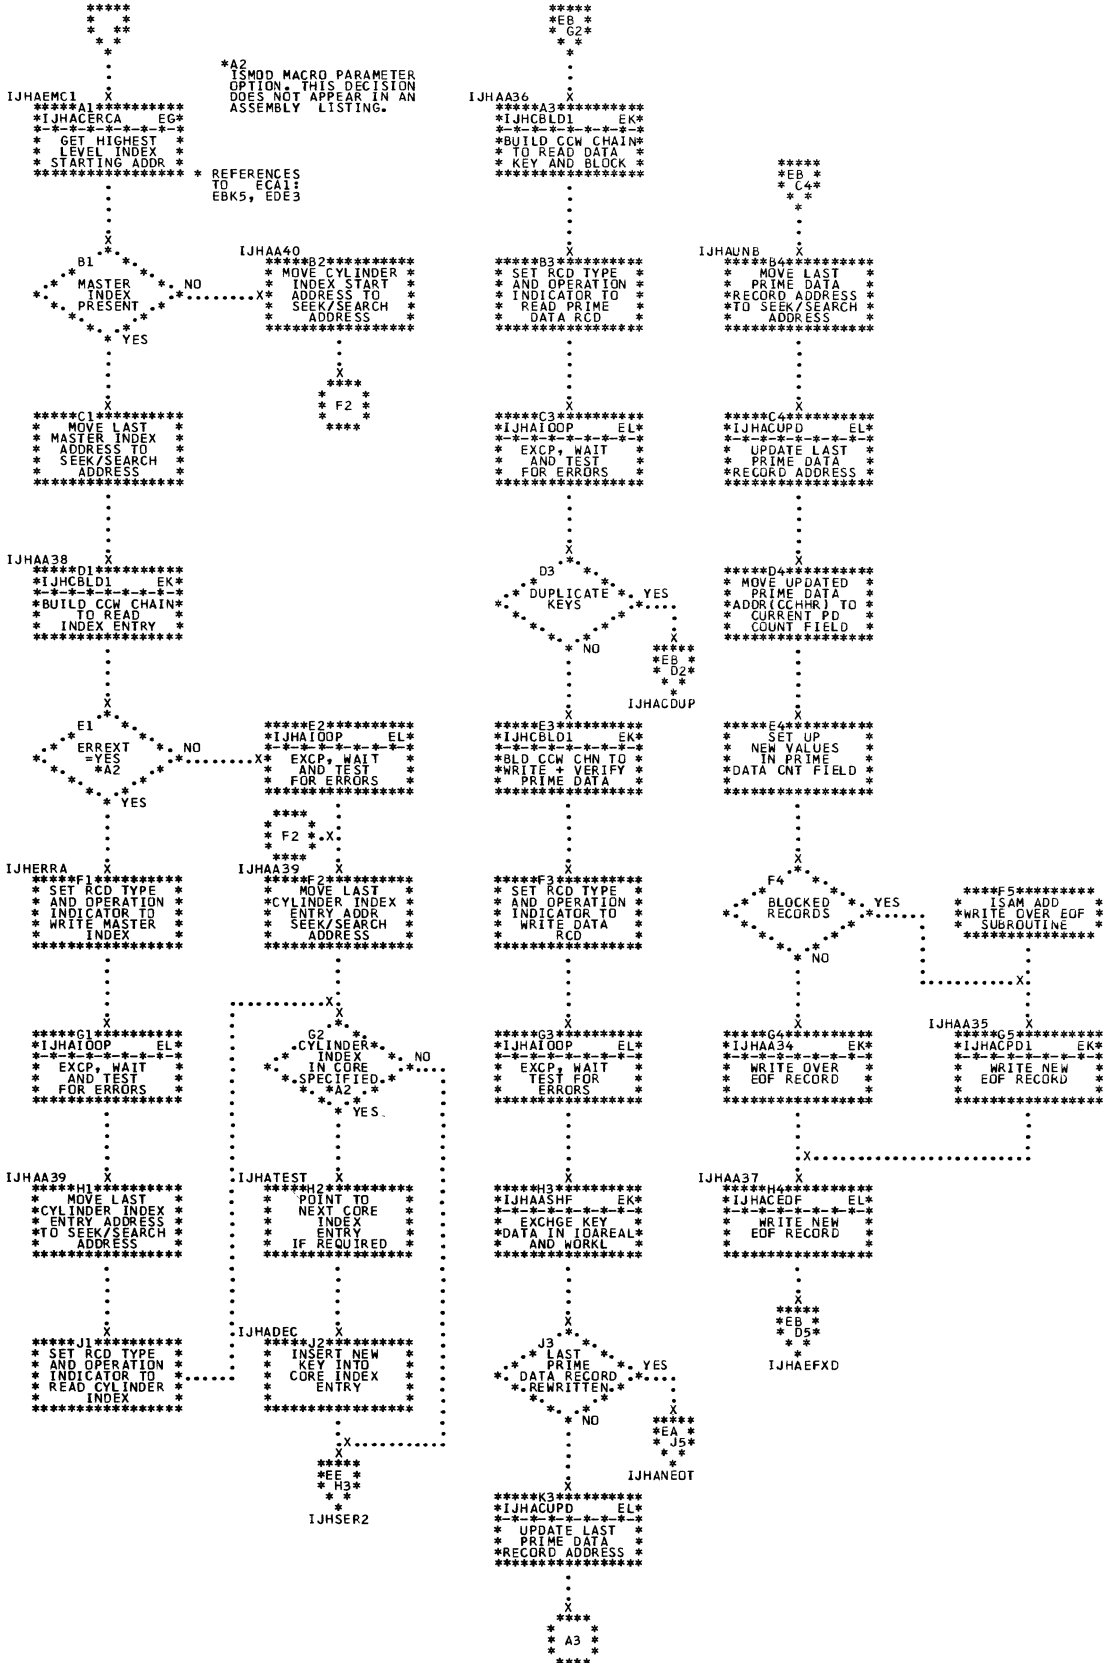 *A2
ISMOD MACRO PARAMETER
OPTION. THIS DECISION
DOES NOT APPEAR IN AN
ASSEMBLY LISTING.
IJHAEMC1
*****A1**********
*IJHACERCA EG*
*-*-*-*-*-*-*-*-*
* GET HIGHEST *
* LEVEL INDEX *
* STARTING ADDR *
*****************
* REFERENCES
TO ECA1:
EBK5, EDE3
B1
MASTER
INDEX
PRESENT
NO
YES
IJHAA40
*****B2**********
* MOVE CYLINDER *
* INDEX START *
* ADDRESS TO *
* SEEK/SEARCH *
* ADDRESS *
*****************
****
* F2 *
****
*****C1**********
* MOVE LAST *
* MASTER INDEX *
* ADDRESS TO *
* SEEK/SEARCH *
* ADDRESS *
*****************
IJHAA38
*****D1**********
*IJHCBLD1 EK*
*-*-*-*-*-*-*-*-*
*BUILD CCW CHAIN*
* TO READ *
* INDEX ENTRY *
*****************
E1
ERREXT
=YES
*A2
NO
YES
*****E2**********
*IJHAIOOP EL*
*-*-*-*-*-*-*-*-*
* EXCP, WAIT *
* AND TEST *
* FOR ERRORS *
*****************
****
* F2 *
****
IJHERRA
*****F1**********
* SET RCD TYPE *
* AND OPERATION *
* INDICATOR TO *
* WRITE MASTER *
* INDEX *
*****************
IJHAA39
*****F2**********
* MOVE LAST *
*CYLINDER INDEX *
* ENTRY ADDR *
* SEEK/SEARCH *
* ADDRESS *
*****************
*****G1**********
*IJHAIOOP EL*
*-*-*-*-*-*-*-*-*
* EXCP, WAIT *
* AND TEST *
* FOR ERRORS *
*****************
G2
CYLINDER
INDEX
IN CORE
SPECIFIED
*A2
NO
YES
IJHAA39
*****H1**********
* MOVE LAST *
*CYLINDER INDEX *
* ENTRY ADDRESS *
*TO SEEK/SEARCH *
* ADDRESS *
*****************
IJHATEST
*****H2**********
* POINT TO *
* NEXT CORE *
* INDEX *
* ENTRY *
* IF REQUIRED *
*****************
*****J1**********
* SET RCD TYPE *
* AND OPERATION *
* INDICATOR TO *
* READ CYLINDER *
* INDEX *
*****************
IJHADEC
*****J2**********
* INSERT NEW *
* KEY INTO *
* CORE INDEX *
* ENTRY *
*****************
*****
*EE *
* H3*
IJHSER2
*****
*EB *
* G2*
IJHAA36
*****A3**********
*IJHCBLD1 EK*
*-*-*-*-*-*-*-*-*
*BUILD CCW CHAIN*
* TO READ DATA *
* KEY AND BLOCK *
*****************
*****B3**********
* SET RCD TYPE *
* AND OPERATION *
* INDICATOR TO *
* READ PRIME *
* DATA RCD *
*****************
*****C3**********
*IJHAIOOP EL*
*-*-*-*-*-*-*-*-*
* EXCP, WAIT *
* AND TEST *
* FOR ERRORS *
*****************
D3
DUPLICATE
KEYS
YES
NO
*****
*EB *
* D2*
IJHACDUP
*****E3**********
*IJHCBLD1 EK*
*-*-*-*-*-*-*-*-*
*BLD CCW CHN TO *
*WRITE + VERIFY *
* PRIME DATA *
*****************
*****F3**********
* SET RCD TYPE *
* AND OPERATION *
* INDICATOR TO *
* WRITE DATA *
* RCD *
*****************
*****G3**********
*IJHAIOOP EL*
*-*-*-*-*-*-*-*-*
* EXCP, WAIT *
* TEST FOR *
* ERRORS *
*****************
*****H3**********
*IJHAASHF EK*
*-*-*-*-*-*-*-*-*
* EXCHGE KEY *
*DATA IN IOAREAL*
* AND WORKL *
*****************
J3
LAST
PRIME
DATA RECORD
REWRITTEN
YES
NO
*****
*EA *
* J5*
IJHANEOT
*****K3**********
*IJHACUPD EL*
*-*-*-*-*-*-*-*-*
* UPDATE LAST *
* PRIME DATA *
*RECORD ADDRESS *
*****************
****
* A3 *
****
*****
*EB *
* C4*
IJHAUNB
*****B4**********
* MOVE LAST *
* PRIME DATA *
*RECORD ADDRESS *
*TO SEEK/SEARCH *
* ADDRESS *
*****************
*****C4**********
*IJHACUPD EL*
*-*-*-*-*-*-*-*-*
* UPDATE LAST *
* PRIME DATA *
*RECORD ADDRESS *
*****************
*****D4**********
* MOVE UPDATED *
* PRIME DATA *
*ADDR(CCHHR) TO *
* CURRENT PD *
* COUNT FIELD *
*****************
*****E4**********
* SET UP *
* NEW VALUES *
* IN PRIME *
*DATA CNT FIELD *
*****************
F4
BLOCKED
RECORDS
YES
NO
****F5*********
* ISAM ADD *
*WRITE OVER EOF *
* SUBROUTINE *
***************
*****G4**********
*IJHAA34 EK*
*-*-*-*-*-*-*-*-*
* WRITE OVER *
* EOF RECORD *
*****************
IJHAA35
*****G5**********
*IJHACPD1 EK*
*-*-*-*-*-*-*-*-*
* WRITE NEW *
* EOF RECORD *
*****************
IJHAA37
*****H4**********
*IJHACEOF EL*
*-*-*-*-*-*-*-*-*
* WRITE NEW *
* EOF RECORD *
*****************
*****
*EB *
* D5*
IJHAEFXD